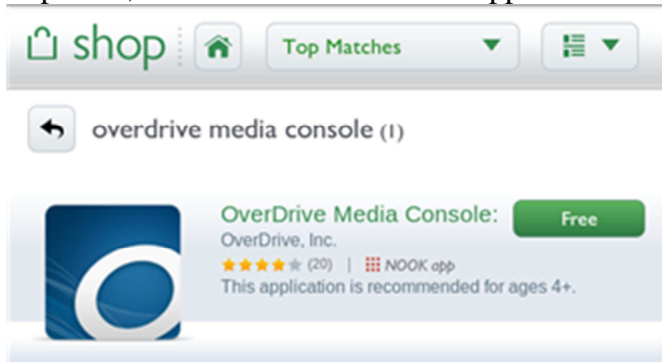 shop
Top Matches
overdrive media console (1)
OverDrive Media Console:
Free
OverDrive, Inc.
(20) | NOOK app
This application is recommended for ages 4+.